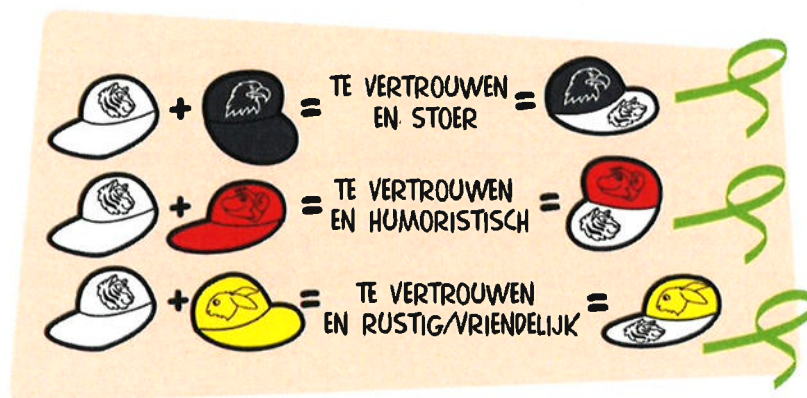 + = TE VERTROUWEN =
EN STOER
+ = TE VERTROUWEN =
EN HUMORISTISCH
+ = TE VERTROUWEN =
EN RUSTIG/VRIENDELIJK